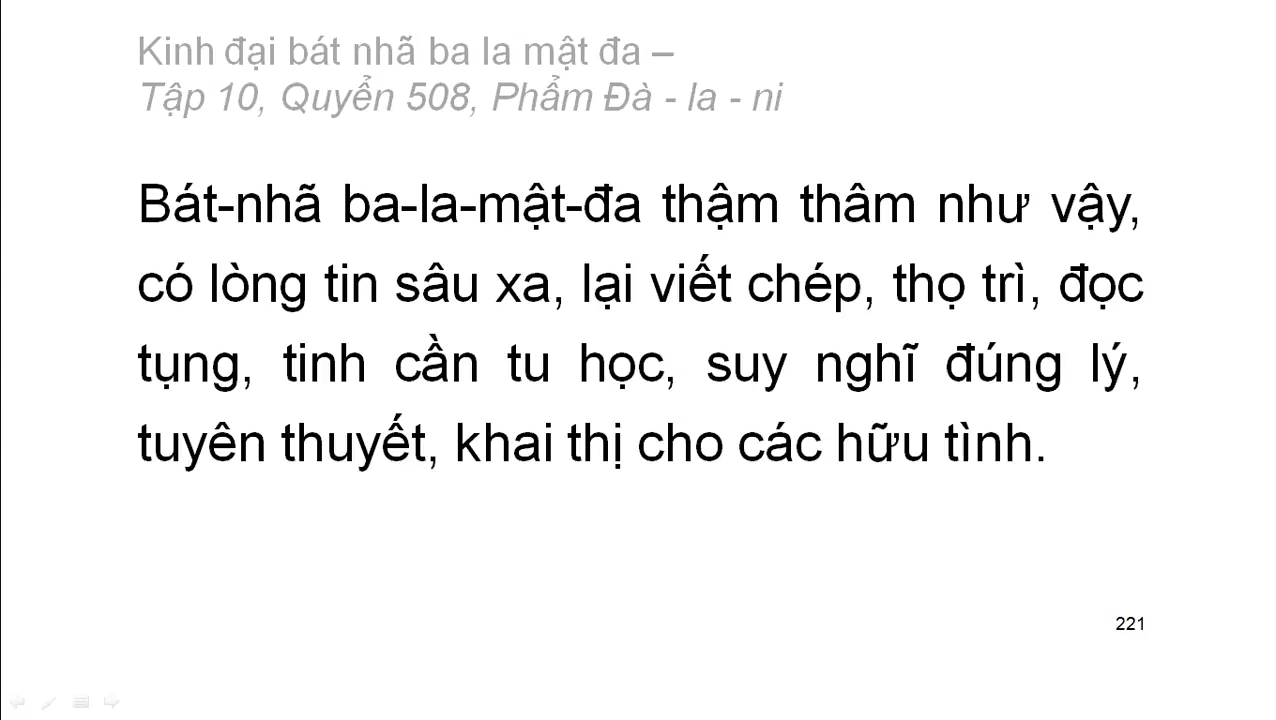 Kinh đại bát nhã ba la mật đa –
Tập 10, Quyển 508, Phẩm Đà - la - ni
Bát-nhã ba-la-mật-đa thậm thâm như vậy,
có lòng tin sâu xa, lại viết chép, thọ trì, đọc
tụng, tinh cần tu học, suy nghĩ đúng lý,
tuyên thuyết, khai thị cho các hữu tình.
221